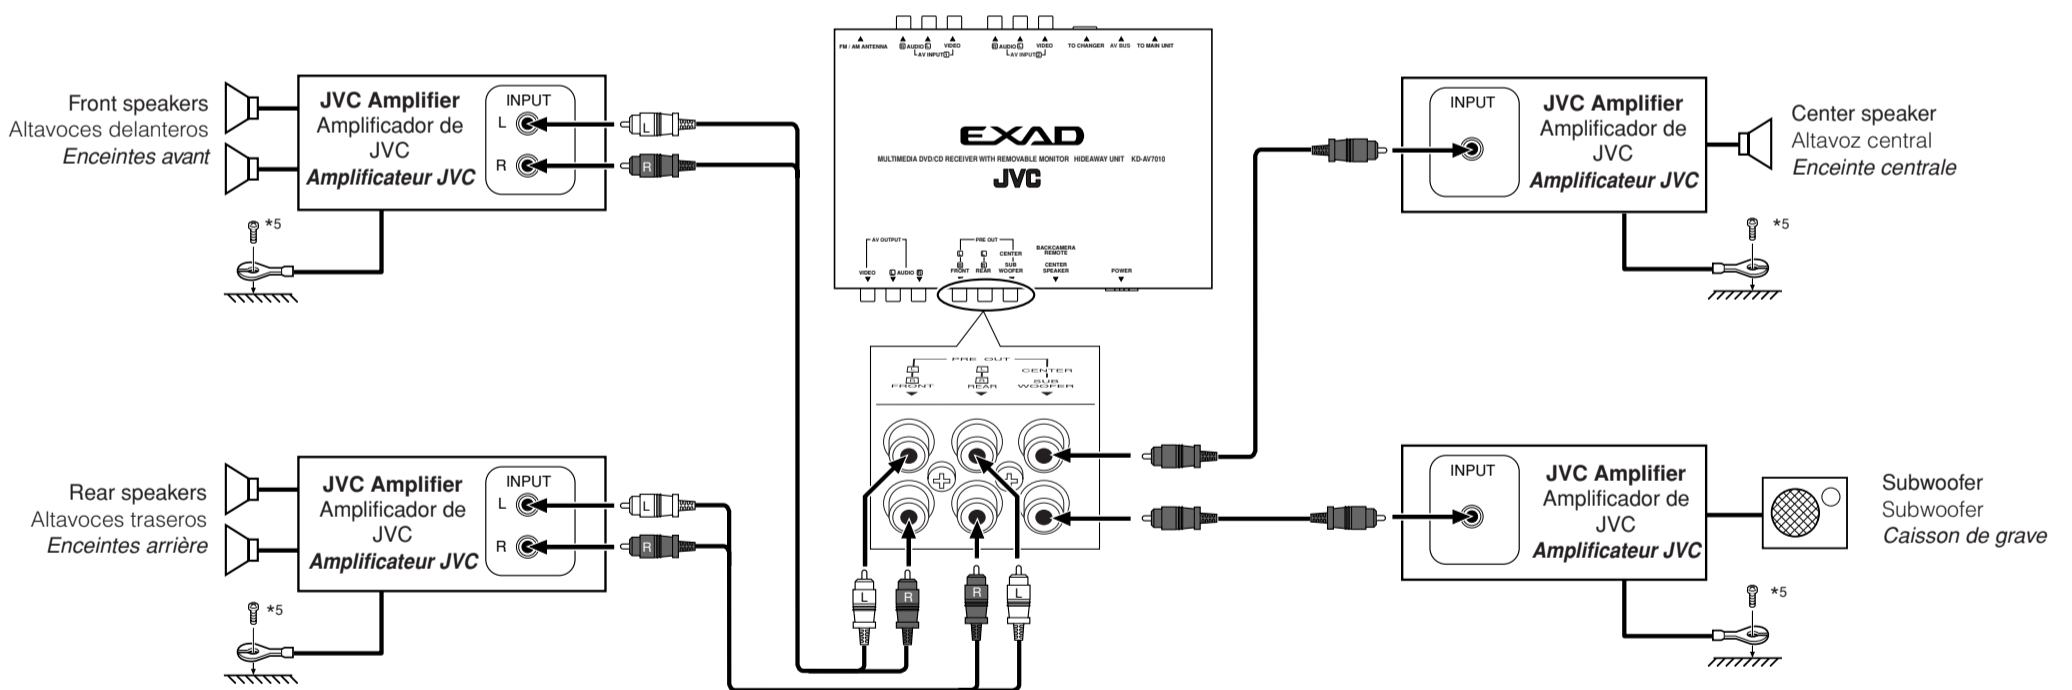 Front speakers
Altavoces delanteros
Enceintes avant
JVC Amplifier
Amplificador de
JVC
Amplificateur JVC
INPUT
L
R
L
R
*5
FM / AM ANTENNA
R AUDIO L
VIDEO
AV INPUT 1
R AUDIO L
VIDEO
AV INPUT 2
TO CHANGER
AV BUS
TO MAIN UNIT
EXAD
MULTIMEDIA DVD/CD RECEIVER WITH REMOVABLE MONITOR HIDEAWAY UNIT KD-AV7010
JVC
AV OUTPUT
VIDEO
L AUDIO R
PRE OUT
L
R
FRONT
L
R
REAR
CENTER
SUB
WOOFER
BACKCAMERA
REMOTE
CENTER
SPEAKER
POWER
INPUT
JVC Amplifier
Amplificador de
JVC
Amplificateur JVC
Center speaker
Altavoz central
Enceinte centrale
*5
Rear speakers
Altavoces traseros
Enceintes arrière
JVC Amplifier
Amplificador de
JVC
Amplificateur JVC
INPUT
L
R
L
R
*5
PRE OUT
L
R
FRONT
L
R
REAR
CENTER
SUB
WOOFER
L
R
R
L
INPUT
JVC Amplifier
Amplificador de
JVC
Amplificateur JVC
Subwoofer
Subwoofer
Caisson de grave
*5